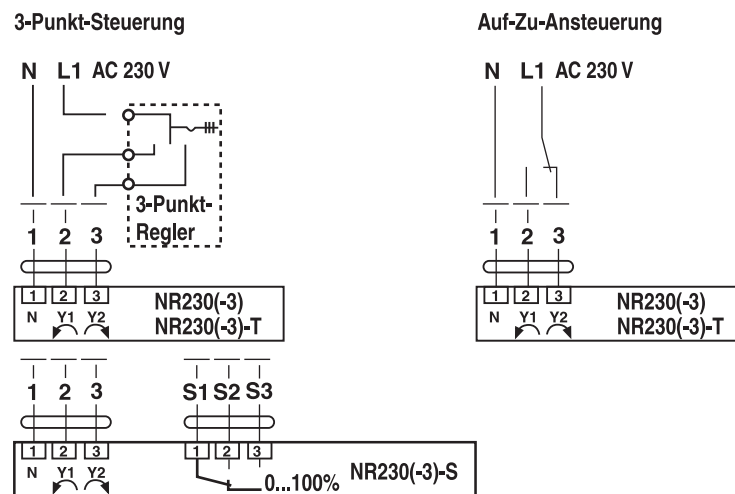 3-Punkt-Steuerung
N L1 AC 230 V
3-Punkt-
Regler
1 2 3
1 2 3
N Y1 Y2
NR230(-3)
NR230(-3)-T
1 2 3
S1 S2 S3
1 2 3
1 2 3
N Y1 Y2
0...100%
NR230(-3)-S
Auf-Zu-Ansteuerung
N L1 AC 230 V
1 2 3
1 2 3
N Y1 Y2
NR230(-3)
NR230(-3)-T